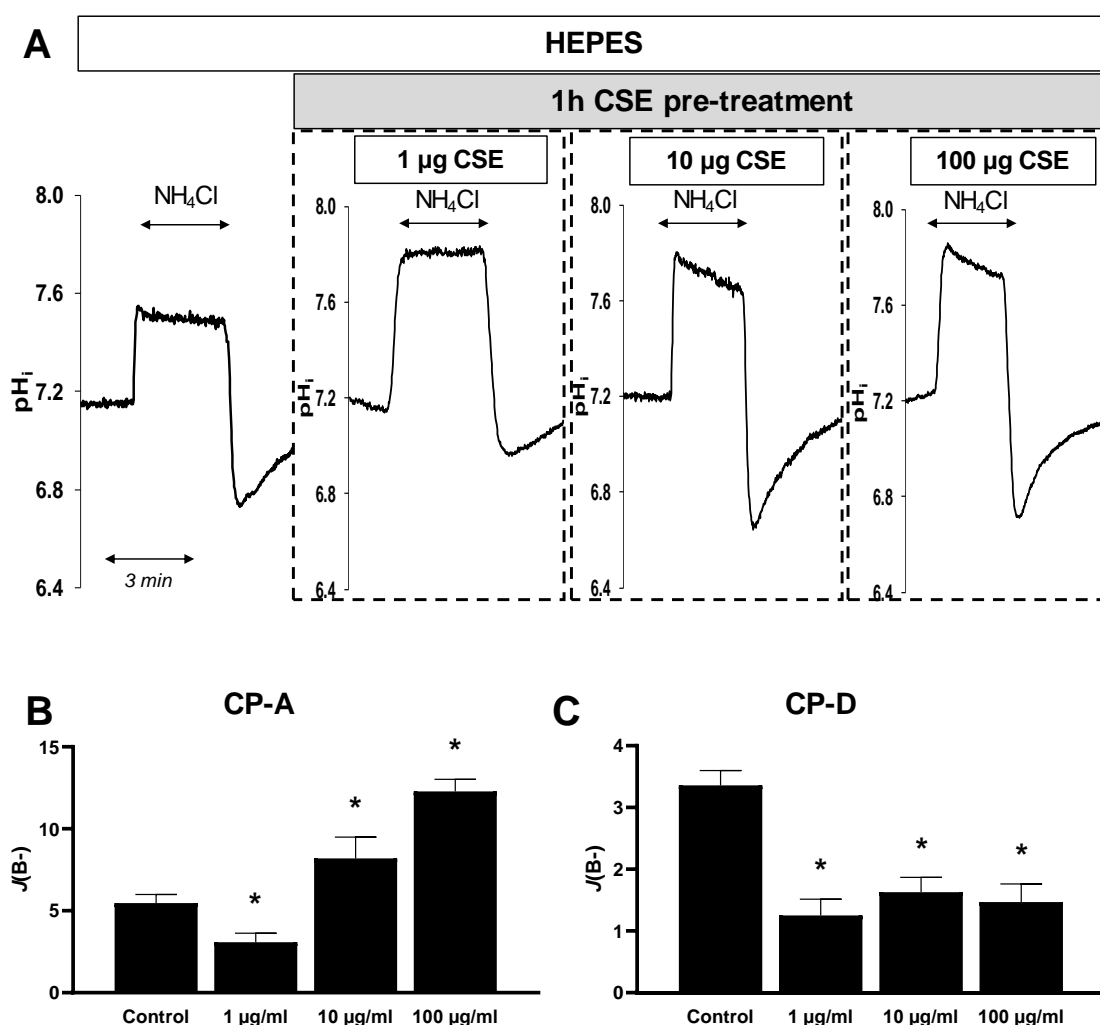 A
HEPES
1h CSE pre-treatment
1 µg CSE
10 µg CSE
100 µg CSE
NH₄Cl
NH₄Cl
NH₄Cl
NH₄Cl
pHᵢ
8.0
7.6
7.2
6.8
6.4
3 min
pHᵢ
8.0
7.6
7.2
6.8
6.4
pHᵢ
8.0
7.6
7.2
6.8
6.4
pHᵢ
8.0
7.6
7.2
6.8
6.4
B
CP-A
J(B-)
15
10
5
0
*
*
*
Control
1 µg/ml
10 µg/ml
100 µg/ml
C
CP-D
J(B-)
4
3
2
1
0
*
*
*
Control
1 µg/ml
10 µg/ml
100 µg/ml